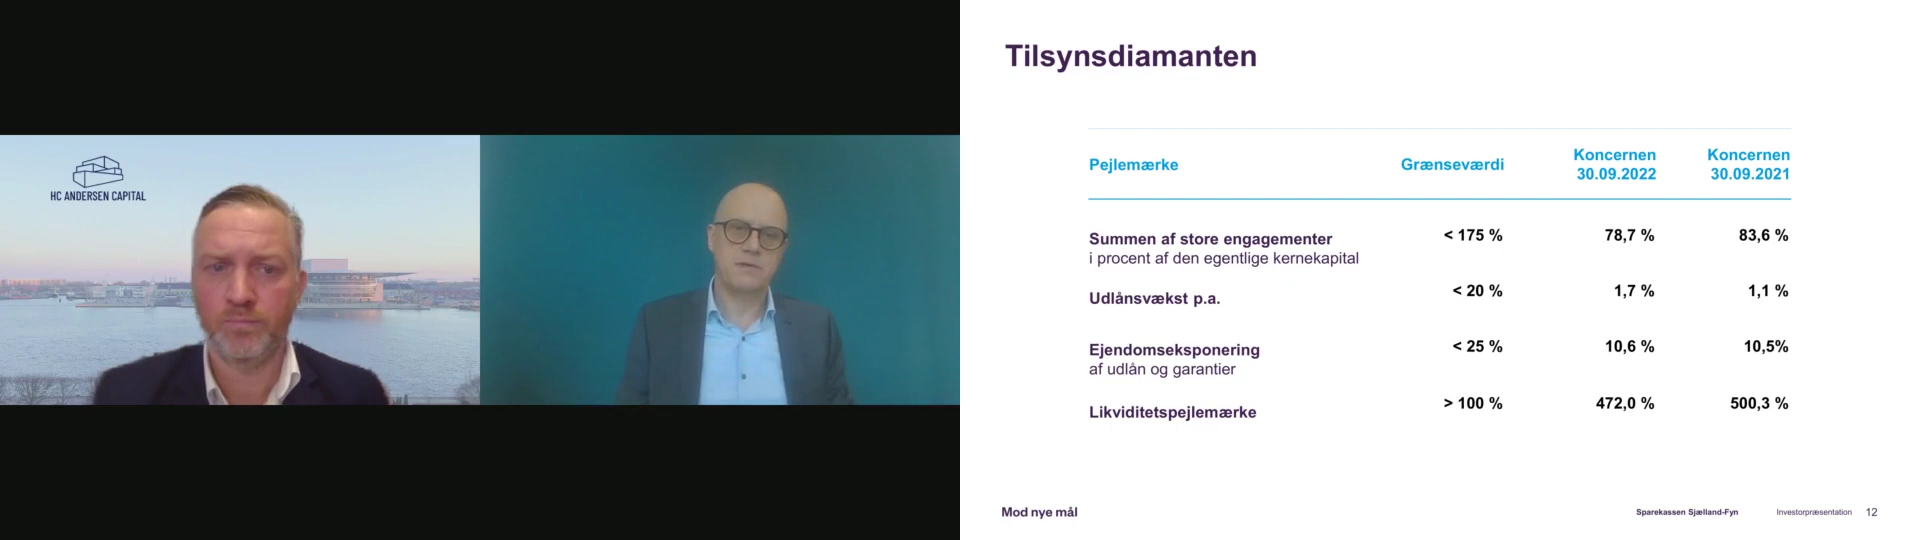 HC ANDERSEN CAPITAL
Tilsynsdiamanten
Pejlemærke Grænseværdi Koncernen 30.09.2022 Koncernen 30.09.2021
Summen af store engagementer < 175 % 78,7 % 83,6 %
i procent af den egentlige kernekapital
Udlånsvækst p.a. < 20 % 1,7 % 1,1 %
Ejendomseksponering < 25 % 10,6 % 10,5%
af udlån og garantier
Likviditetspejlemærke > 100 % 472,0 % 500,3 %
Mod nye mål Sparekassen Sjælland-Fyn Investorpræsentation 12